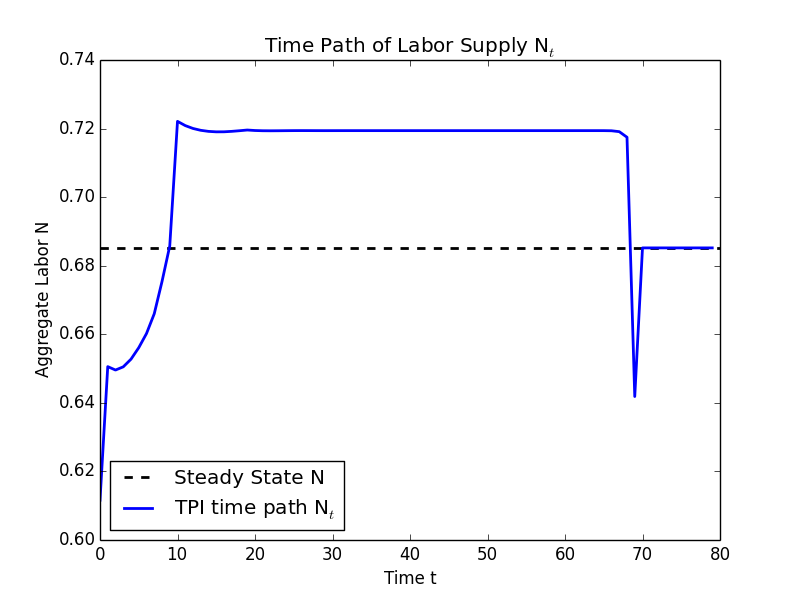 Time Path of Labor Supply Nₜ
0.74
0.72
0.70
0.68
0.66
0.64
0.62
0.60
Aggregate Labor N
Steady State N
TPI time path Nₜ
0 10 20 30 40 50 60 70 80
Time t